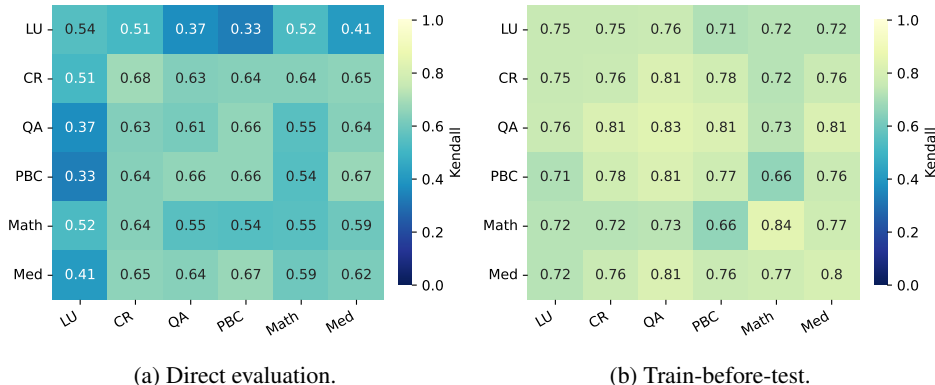 LU 0.54 0.51 0.37 0.33 0.52 0.41
CR 0.51 0.68 0.63 0.64 0.64 0.65
QA 0.37 0.63 0.61 0.66 0.55 0.64
PBC 0.33 0.64 0.66 0.66 0.54 0.67
Math 0.52 0.64 0.55 0.54 0.55 0.59
Med 0.41 0.65 0.64 0.67 0.59 0.62
LU CR QA PBC Math Med
1.0
0.8
0.6
0.4
0.2
0.0
Kendall
(a) Direct evaluation.
LU 0.75 0.75 0.76 0.71 0.72 0.72
CR 0.75 0.76 0.81 0.78 0.72 0.76
QA 0.76 0.81 0.83 0.81 0.73 0.81
PBC 0.71 0.78 0.81 0.77 0.66 0.76
Math 0.72 0.72 0.73 0.66 0.84 0.77
Med 0.72 0.76 0.81 0.76 0.77 0.8
LU CR QA PBC Math Med
1.0
0.8
0.6
0.4
0.2
0.0
Kendall
(b) Train-before-test.